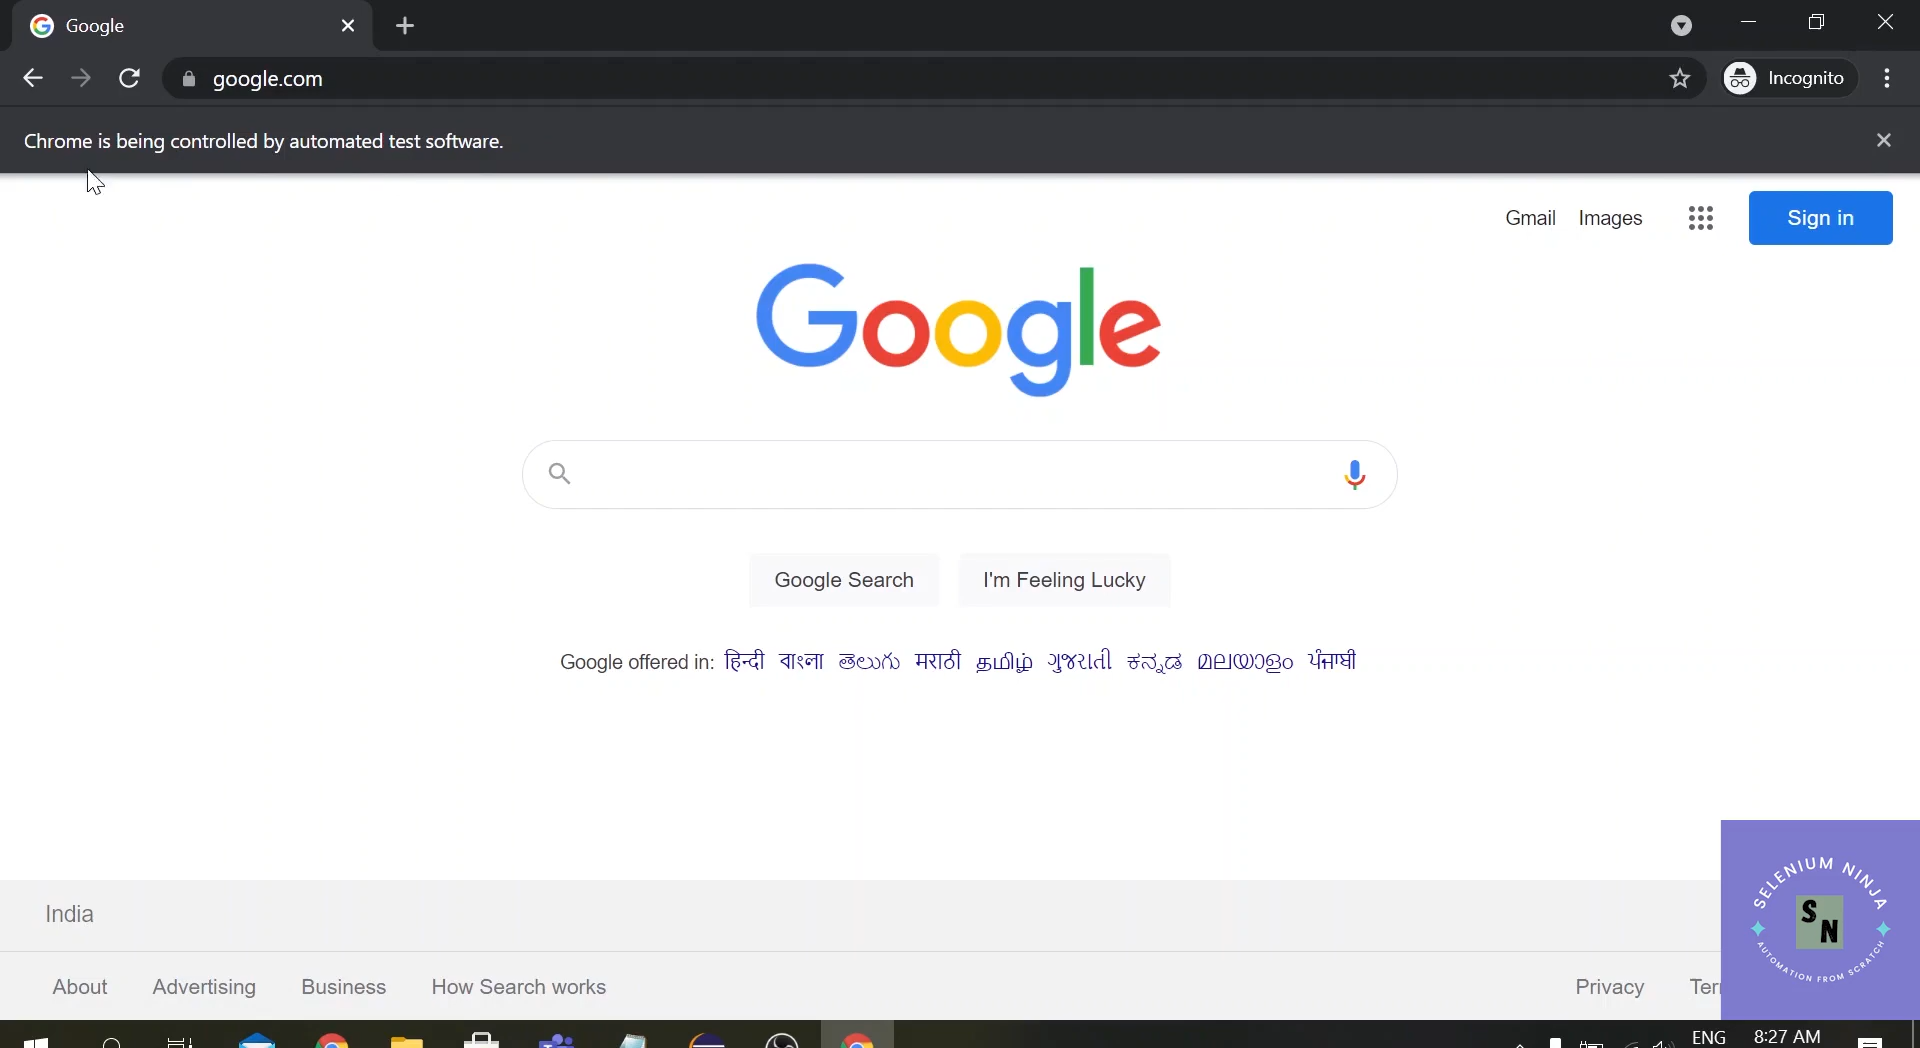 Google
google.com
Incognito
Chrome is being controlled by automated test software.
Gmail Images Sign in
Google
Google Search I'm Feeling Lucky
Google offered in: हिन्दी বাংলা తెలుగు मराठी தமிழ் ગુજરાતી ಕನ್ನಡ മലയാളം ਪੰਜਾਬੀ
SELENIUM NINJA
S N
AUTOMATION FROM SCRATCH
India
About Advertising Business How Search works Privacy
ENG 8:27 AM